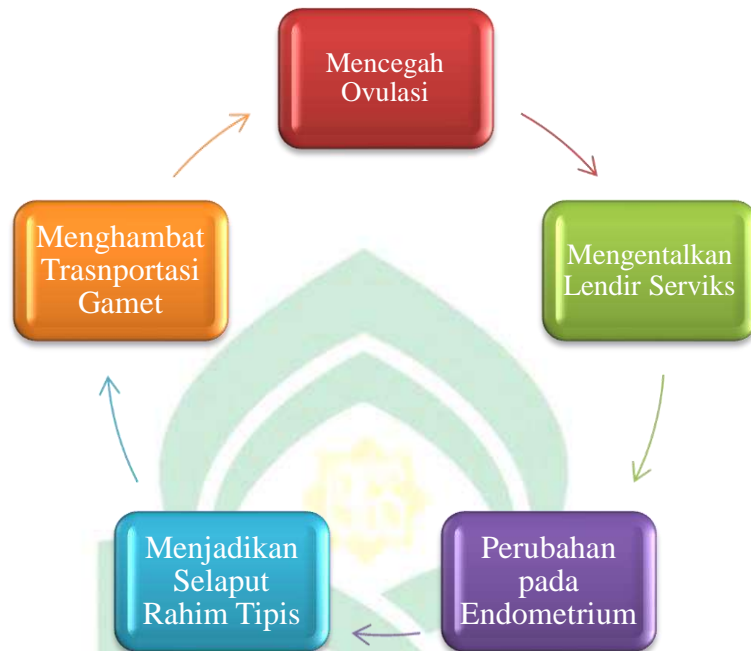 Mencegah
Ovulasi
Mengentalkan
Lendir Serviks
Perubahan
pada
Endometrium
Menjadikan
Selaput
Rahim Tipis
Menghambat
Trasnportasi
Gamet